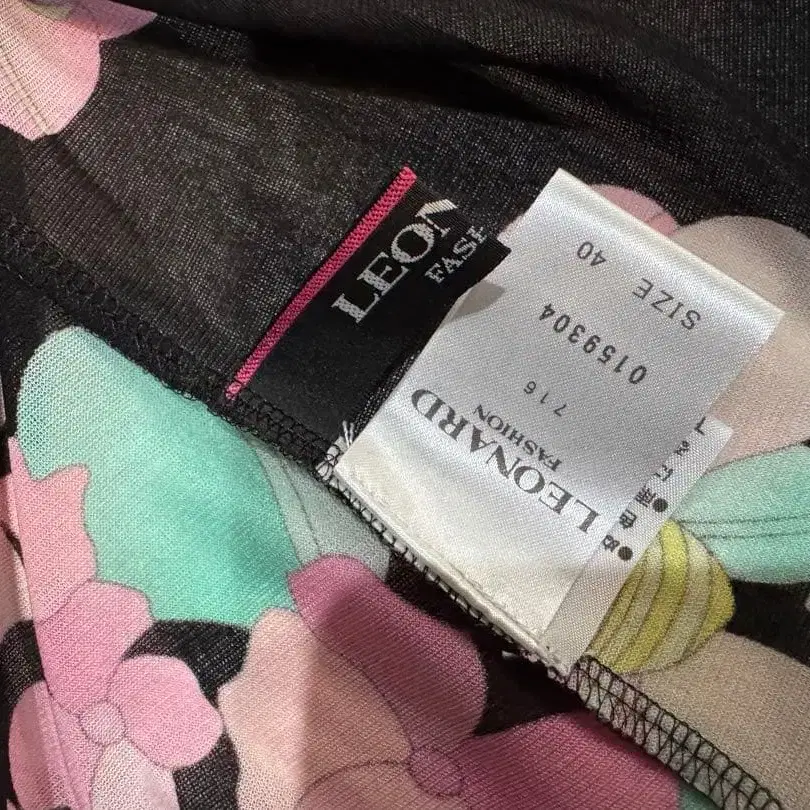 LEON
FASH
LEONARD
FASHION
716
0159304
SIZE 40